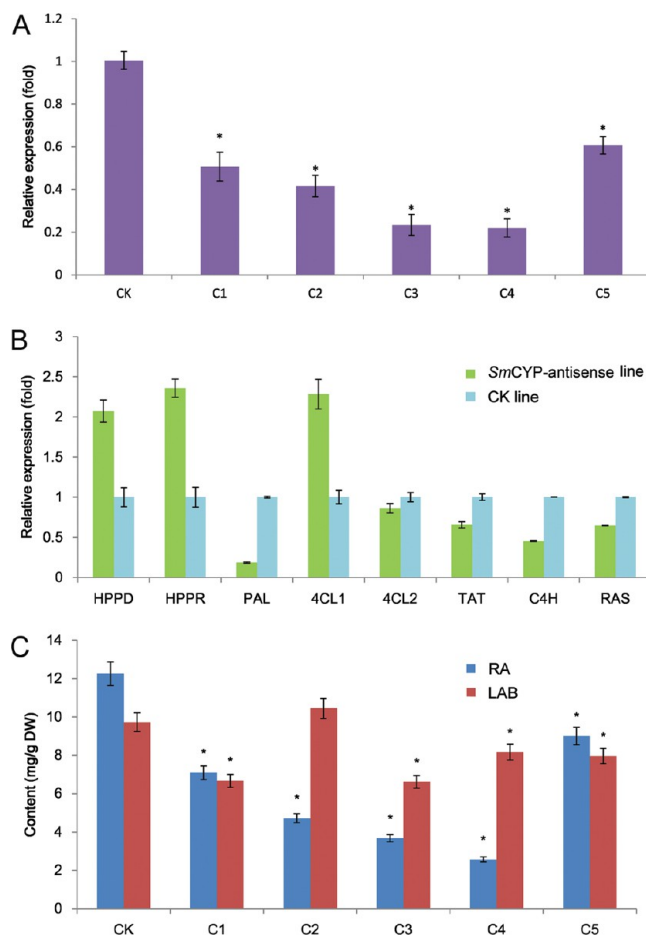 A
Relative expression (fold)
1.2
1
0.8
0.6
0.4
0.2
0
*
*
*
*
*
CK C1 C2 C3 C4 C5
B
Relative expression (fold)
3
2.5
2
1.5
1
0.5
0
SmCYP-antisense line
CK line
HPPD HPPR PAL 4CL1 4CL2 TAT C4H RAS
C
Content (mg/g DW)
14
12
10
8
6
4
2
0
RA
LAB
* *
*
*
*
*
*
* *
CK C1 C2 C3 C4 C5